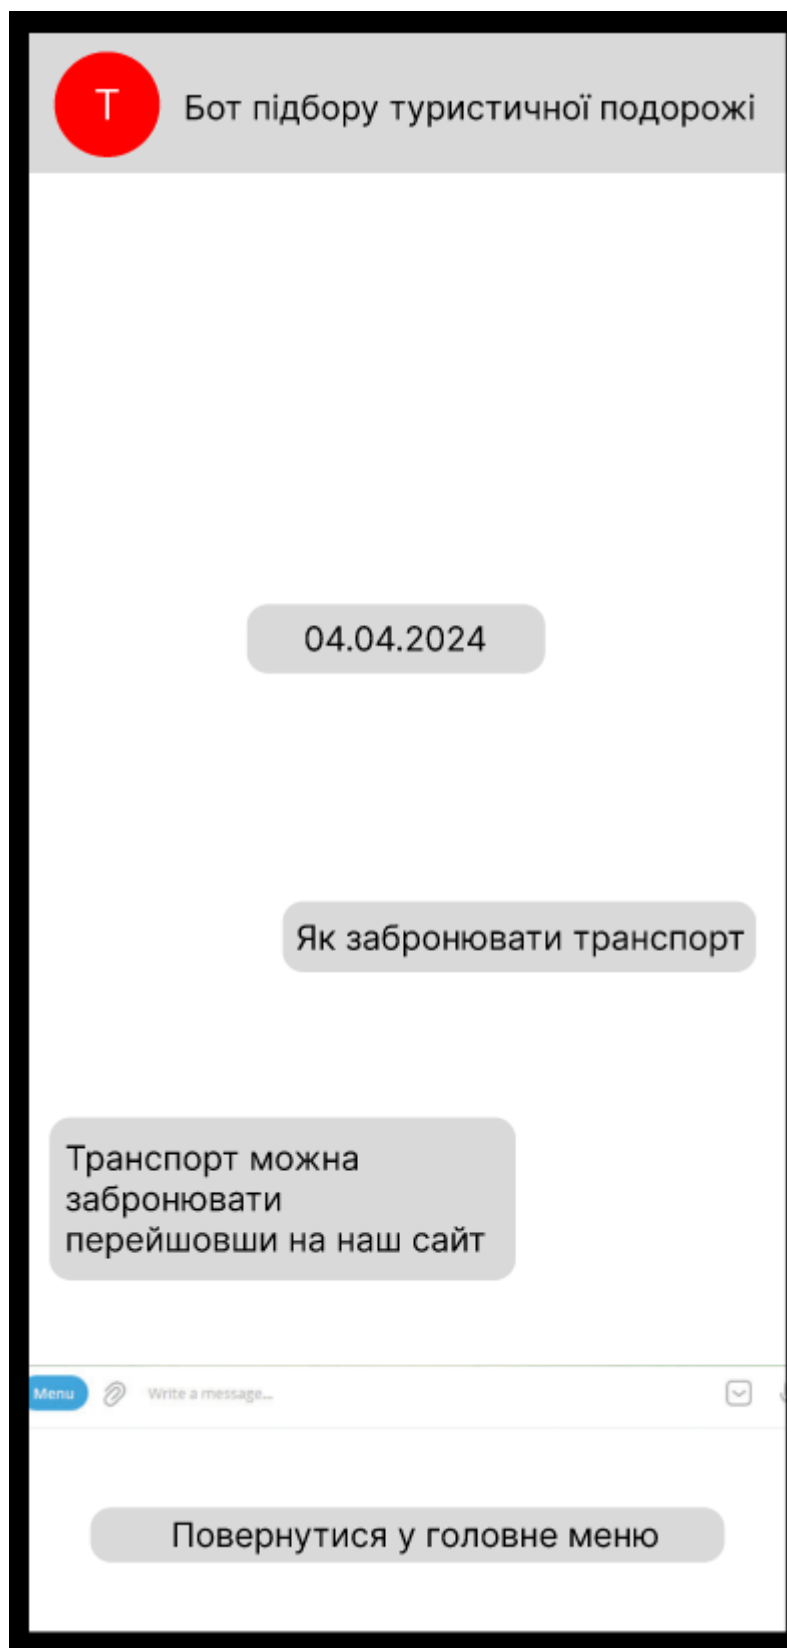 Т
Бот підбору туристичної подорожі
04.04.2024
Як забронювати транспорт
Транспорт можна
забронювати
перейшовши на наш сайт
Menu
Write a message...
Повернутися у головне меню